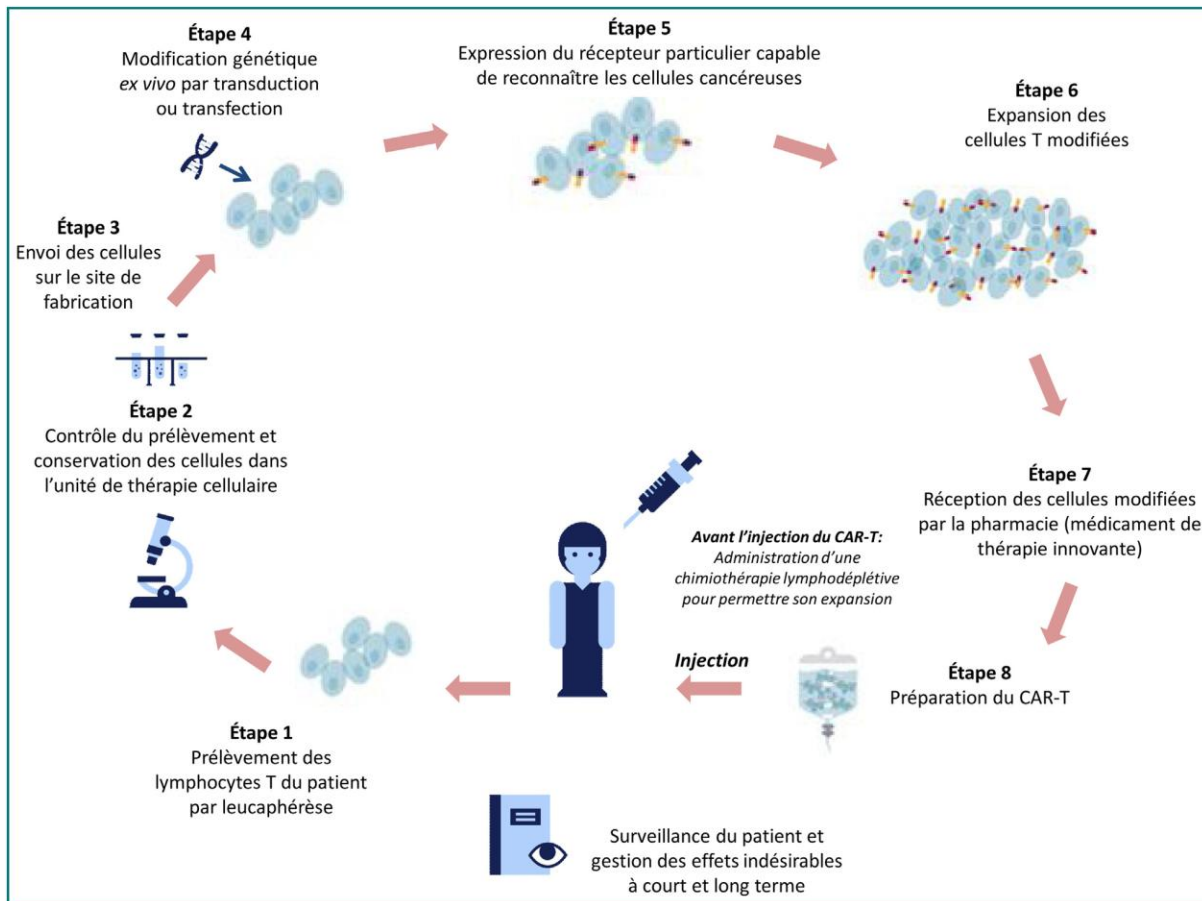 Étape 1
Prélèvement des
lymphocytes T du patient
par leucaphérèse
Étape 2
Contrôle du prélèvement et
conservation des cellules dans
l'unité de thérapie cellulaire
Étape 3
Envoi des cellules
sur le site de
fabrication
Étape 4
Modification génétique
ex vivo par transduction
ou transfection
Étape 5
Expression du récepteur particulier capable
de reconnaître les cellules cancéreuses
Étape 6
Expansion des
cellules T modifiées
Étape 7
Réception des cellules modifiées
par la pharmacie (médicament de
thérapie innovante)
Étape 8
Préparation du CAR-T
Avant l'injection du CAR-T:
Administration d'une
chimiothérapie lymphodéplétive
pour permettre son expansion
Injection
Surveillance du patient et
gestion des effets indésirables
à court et long terme